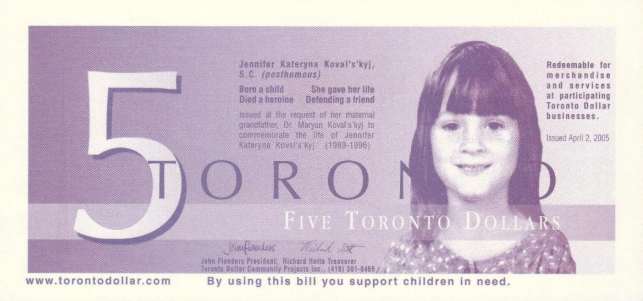 5
Jennifer Kateryna Koval's'kyj,
S.C. (posthomous)
Born a child She gave her life
Died a heroine Defending a friend
Issued at the request of her maternal
grandfather, Dr. Maryun Koval's'kyj to
commemorate the life of Jennifer
Kateryna Koval's'kyj (1989-1996)
Redeemable for
merchandise
and services
at participating
Toronto Dollar
businesses.
Issued April 2, 2005
TORONTO
FIVE TORONTO DOLLARS
John Flenders President, Richard Treasurer
Toronto Dollar Community Projects Inc., (416)
www.torontodollar.com By using this bill you support children in need.